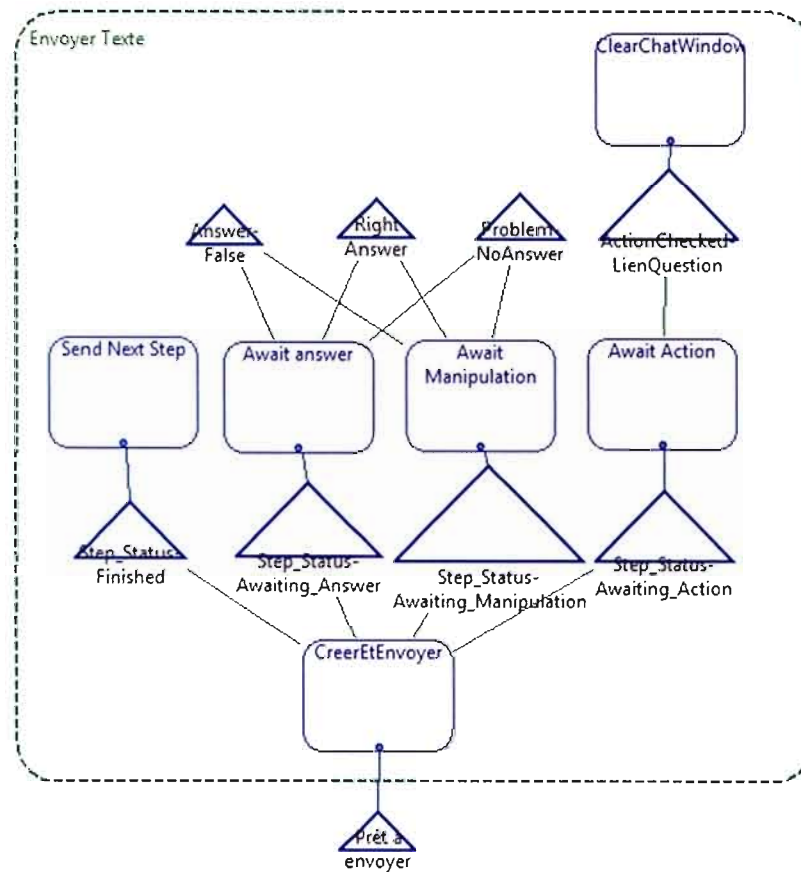 Envoyer Texte
ClearChatWindow
Answer-
False
Right
Answer
Problem-
NoAnswer
ActionChecked-
LienQuestion
Send Next Step
Await answer
Await
Manipulation
Await Action
Step_Status-
Finished
Step_Status-
Awaiting_Answer
Step_Status-
Awaiting_Manipulation
Step_Status-
Awaiting_Action
CreerEtEnvoyer
Prêt à
envoyer